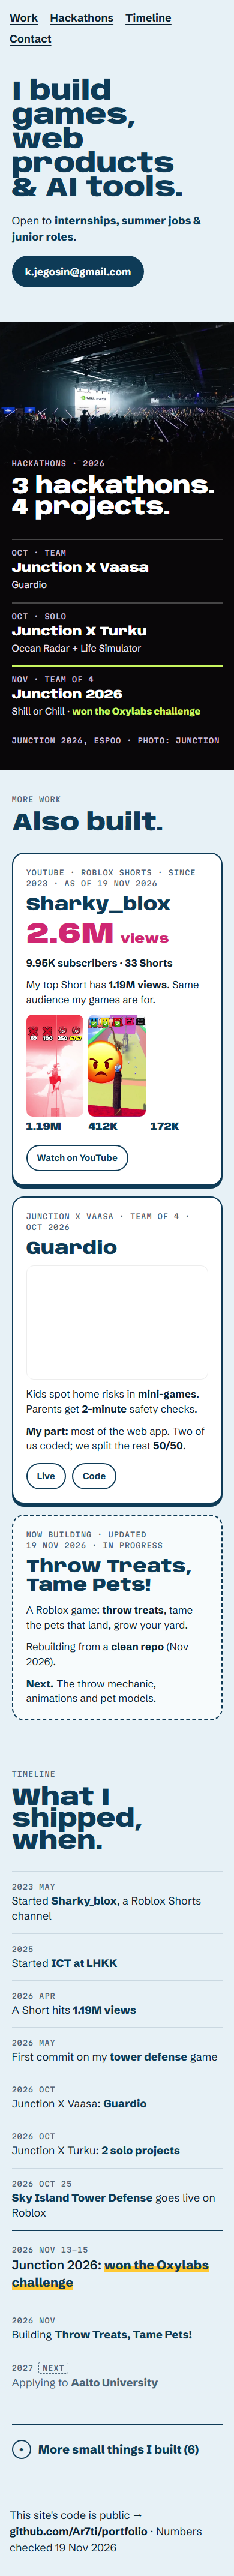 Work Hackathons Timeline
Contact
I build
games,
web
products
& AI tools.
Open to internships, summer jobs &
junior roles.
k.jegosin@gmail.com
HACKATHONS · 2026
3 hackathons.
4 projects.
OCT · TEAM
Junction X Vaasa
Guardio
OCT · SOLO
Junction X Turku
Ocean Radar + Life Simulator
NOV · TEAM OF 4
Junction 2026
Shill or Chill · won the Oxylabs challenge
JUNCTION 2026, ESPOO · PHOTO: JUNCTION
MORE WORK
Also built.
YOUTUBE · ROBLOX SHORTS · SINCE
2023 · AS OF 19 NOV 2026
Sharky_blox
2.6M views
9.95K subscribers · 33 Shorts
My top Short has 1.19M views. Same
audience my games are for.
1.19M 412K 172K
Watch on YouTube
JUNCTION X VAASA · TEAM OF 4 ·
OCT 2026
Guardio
Kids spot home risks in mini-games.
Parents get 2-minute safety checks.
My part: most of the web app. Two of
us coded; we split the rest 50/50.
Live Code
NOW BUILDING · UPDATED
19 NOV 2026 · IN PROGRESS
Throw Treats,
Tame Pets!
A Roblox game: throw treats, tame
the pets that land, grow your yard.
Rebuilding from a clean repo (Nov
2026).
Next. The throw mechanic,
animations and pet models.
TIMELINE
What I
shipped,
when.
2023 MAY
Started Sharky_blox, a Roblox Shorts
channel
2025
Started ICT at LHKK
2026 APR
A Short hits 1.19M views
2026 MAY
First commit on my tower defense game
2026 OCT
Junction X Vaasa: Guardio
2026 OCT
Junction X Turku: 2 solo projects
2026 OCT 25
Sky Island Tower Defense goes live on
Roblox
2026 NOV 13–15
Junction 2026: won the Oxylabs
challenge
2026 NOV
Building Throw Treats, Tame Pets!
2027 NEXT
Applying to Aalto University
More small things I built (6)
This site's code is public →
github.com/Ar7ti/portfolio · Numbers
checked 19 Nov 2026